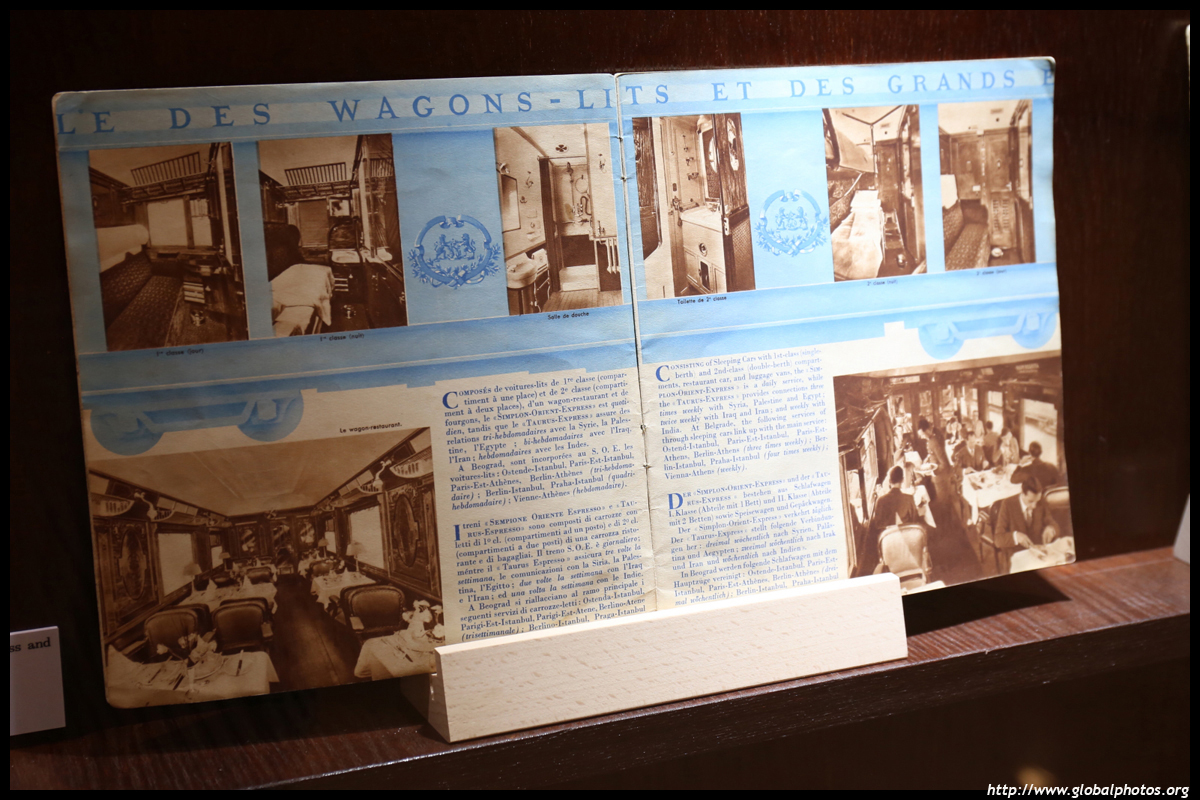 LE DES WAGONS-LITS ET DES GRANDS E
1re classe (jour)
1re classe (nuit)
Salle de douche
Toilette de 2e classe
2e classe (nuit)
2e classe (jour)
Le wagon-restaurant.
COMPOSÉS de voitures-lits de 1re classe (compar-
timent à une place) et de 2e classe (comparti-
ment à deux places), d'un wagon-restaurant et de
fourgons, le «SIMPLON-ORIENT-EXPRESS» est quoti-
dien, tandis que le «TAURUS-EXPRESS» assure des
relations tri-hebdomadaires avec la Syrie, la Pales-
tine, l'Egypte ; bi-hebdomadaires avec l'Iraq,
l'Iran ; hebdomadaires avec les Indes.
A Beograd, sont incorporées au S. O. E. les
voitures-lits : Ostende-Istanbul, Paris-Est-Istanbul,
Paris-Est-Athènes, Berlin-Athènes (tri-hebdoma-
daire) ; Berlin-Istanbul, Praha-Istanbul (quadri-
hebdomadaire) ; Vienne-Athènes (hebdomadaire).
I treni «SEMPIONE ORIENTE ESPRESSO» e «TAU-
RUS-ESPRESSO» sono composti di carrozze con
letti di 1a cl. (compartimenti ad un posto) e di 2a cl.
(compartimenti a due posti) di una carrozza risto-
rante e di bagagliai. Il treno S.O.E. è giornaliero;
mentre il «Taurus Espresso» assicura tre volte la
settimana, le comunicazioni con la Siria, la Pales-
tina, l'Egitto ; due volte la settimana con l'Iraq
e l'Iran ; ed una volta la settimana con le Indie.
A Beograd si riallacciano al ramo principale i
seguenti servizi di carrozze-letti : Ostenda-Istanbul,
Parigi-Est-Istanbul, Parigi-Est-Atene, Berlino-Atene
(trisettimanale) ; Berlino-Istanbul, Praga-Istanbul
CONSISTING of Sleeping Cars with 1st-class (single-
berth) and 2nd-class (double-berth) compart-
ments, restaurant car, and luggage vans, the «SIM-
PLON-ORIENT-EXPRESS» is a daily service, while
the «TAURUS-EXPRESS» provides connections three
times weekly with Syria, Palestine and Egypt;
twice weekly with Iraq and Iran; and weekly with
India. At Belgrade, the following services of
through sleeping cars link up with the main service:
Ostend-Istanbul, Paris-Est-Istanbul, Paris-Est-
Athens, Berlin-Athens (three times weekly) ; Ber-
lin-Istanbul, Praha-Istanbul (four times weekly),
Vienna-Athens (weekly).
DER «SIMPLON-ORIENT-EXPRESS» und der «TAU-
RUS-EXPRESS» bestehen aus Schlafwagen
I. Klasse (Abteile mit 1 Bett) und II. Klasse (Abteile
mit 2 Betten) sowie Speisewagen und Gepäckwagen.
Der «Simplon-Orient-Express» verkehrt täglich.
Der «Taurus-Express» stellt folgende Verbindun-
gen her : dreimal wöchentlich nach Syrien, Paläs-
tina und Aegypten ; zweimal wöchentlich nach Irak
und Iran und wöchentlich nach Indien».
In Beograd werden folgende Schlafwagen mit dem
Hauptzuge vereinigt : Ostende-Istanbul, Paris-Est-
Istanbul, Paris-Est-Athen, Berlin-Athen (drei-
mal wöchentlich) ; Berlin-Istanbul, Praha-Istanbul
ss and
http://www.globalphotos.org